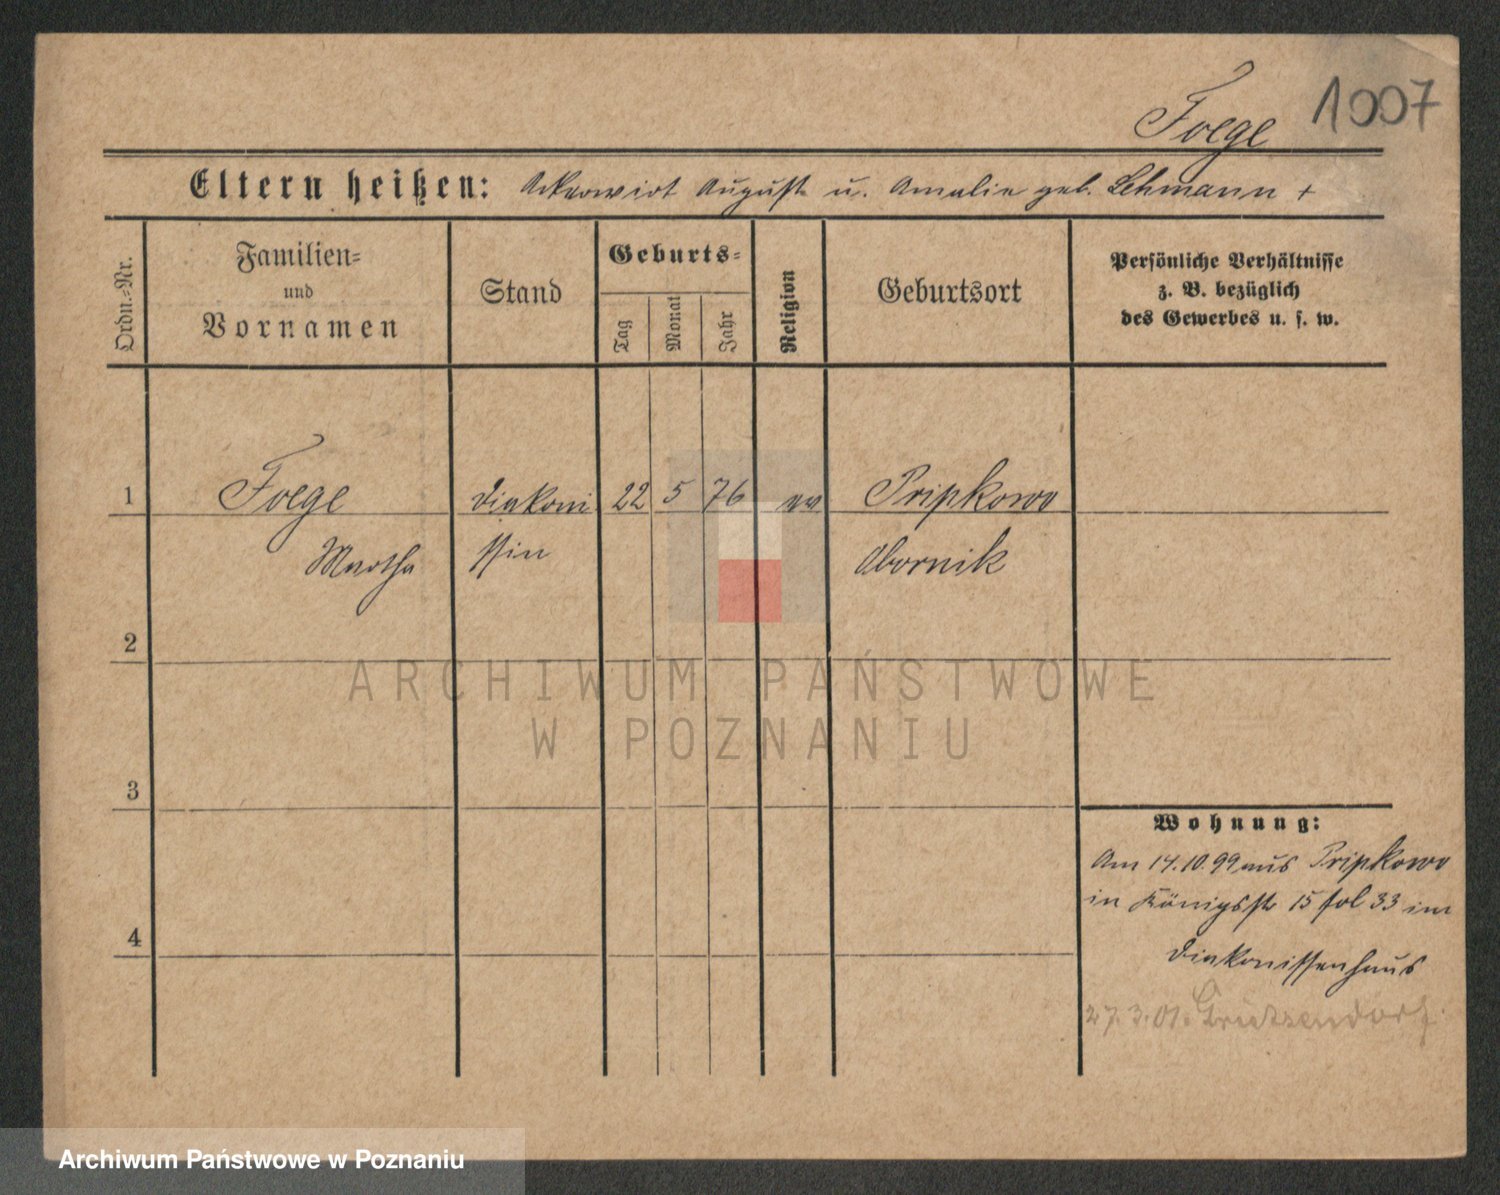 Foege 1007
Eltern heißen: Ackerwirt August u. Amalie geb. Lehmann +
Ordn.-Nr.
Familien-
und
Vornamen
Stand
Geburts-
Tag
Monat
Jahr
Religion
Geburtsort
Persönliche Verhältnisse
z. B. bezüglich
des Gewerbes u. s. w.
1 Foege Diakoni 22 5 76 ev Pripkowo
Martha ssin Obornik
2
ARCHIWUM PAŃSTWOWE
W POZNANIU
3
Wohnung:
Am 14.10.99 aus Pripkowo
in Königsstr 15 fol 33 im
4
Diakonissenhaus
27.3.01. Grützendorf
Archiwum Państwowe w Poznaniu